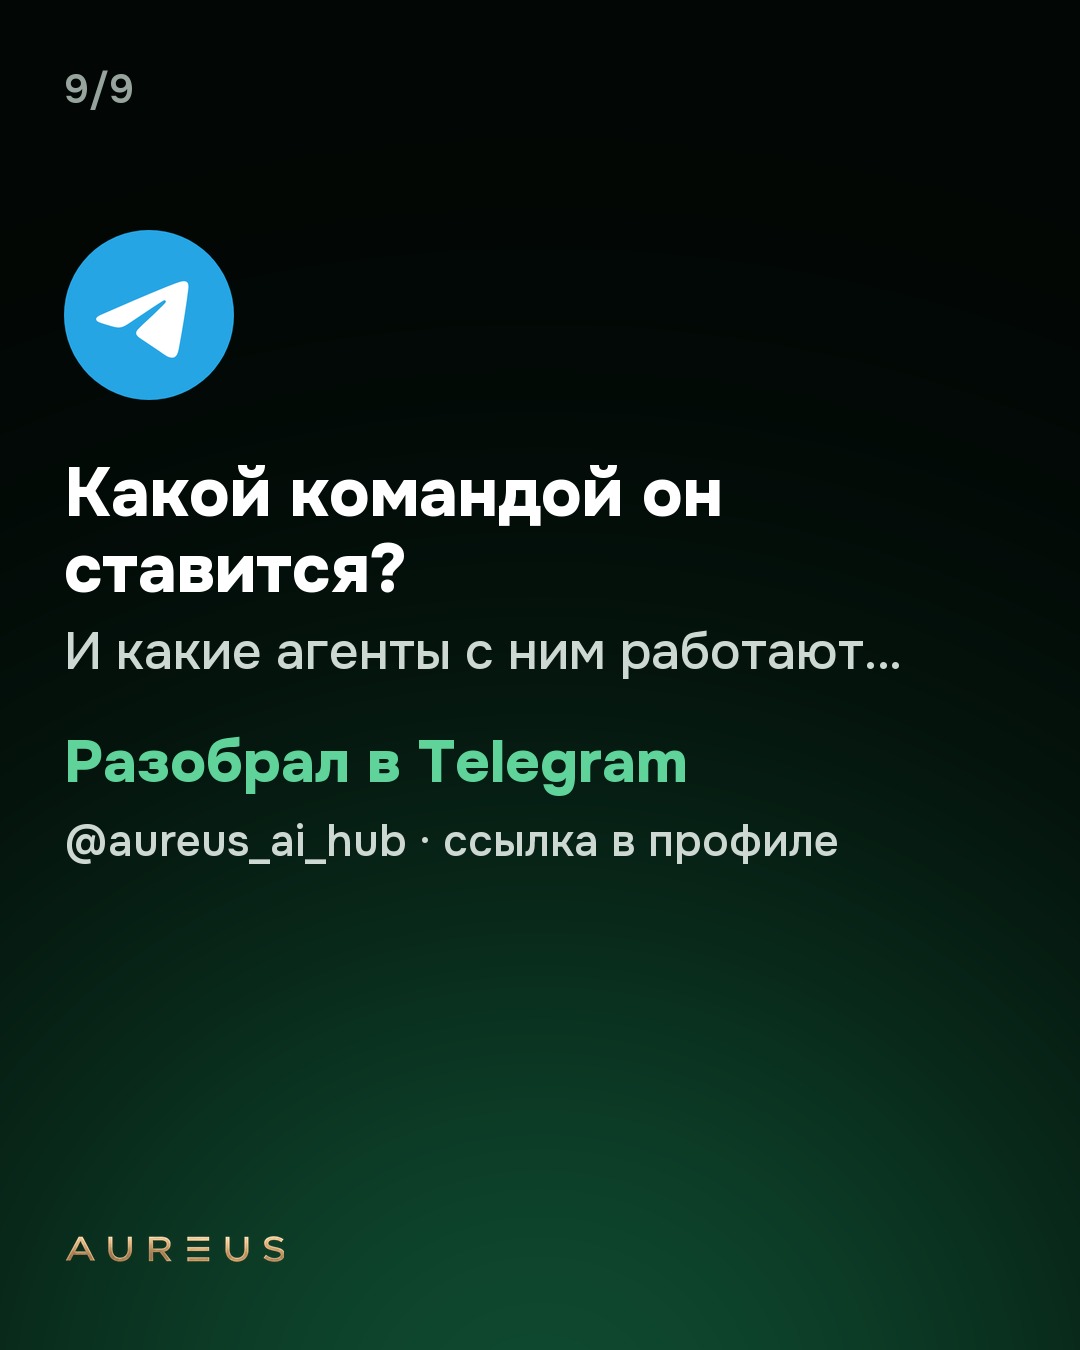 9/9
Какой командой он
ставится?
И какие агенты с ним работают...
Разобрал в Telegram
@aureus_ai_hub · ссылка в профиле
AUREUS